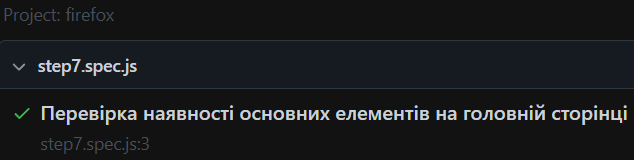 Project: firefox
step7.spec.js
Перевірка наявності основних елементів на головній сторінці
step7.spec.js:3